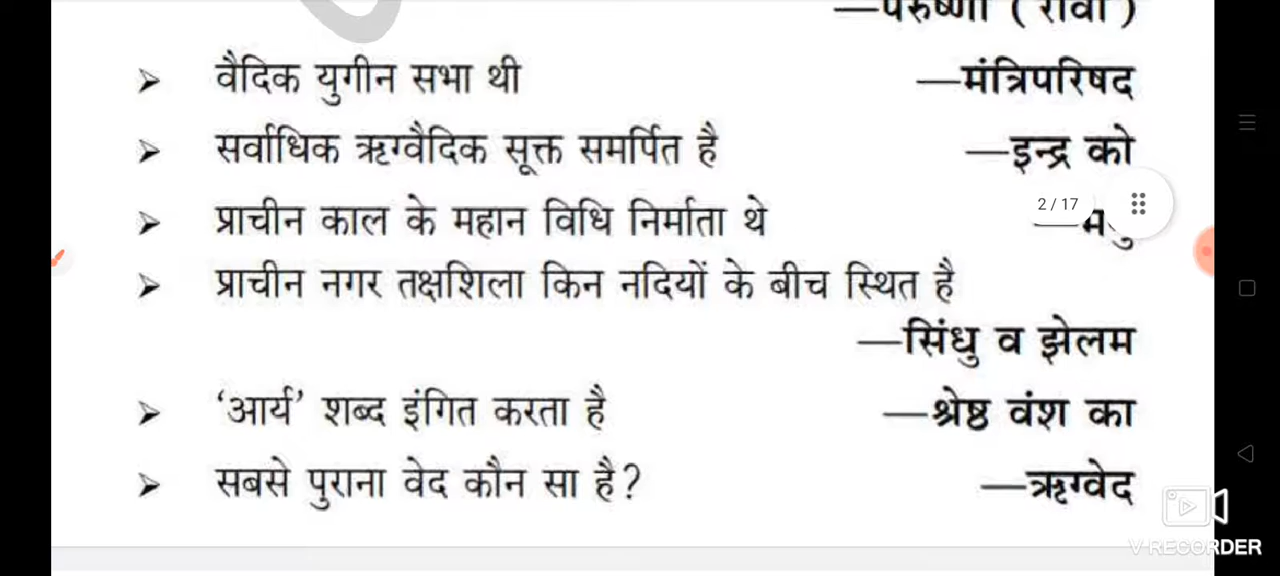 —परुष्णी (रावी)
वैदिक युगीन सभा थी —मंत्रिपरिषद
सर्वाधिक ऋग्वैदिक सूक्त समर्पित है —इन्द्र को
2 / 17
प्राचीन काल के महान विधि निर्माता थे
प्राचीन नगर तक्षशिला किन नदियों के बीच स्थित है
—सिंधु व झेलम
‘आर्य’ शब्द इंगित करता है —श्रेष्ठ वंश का
सबसे पुराना वेद कौन सा है? —ऋग्वेद
V RECORDER